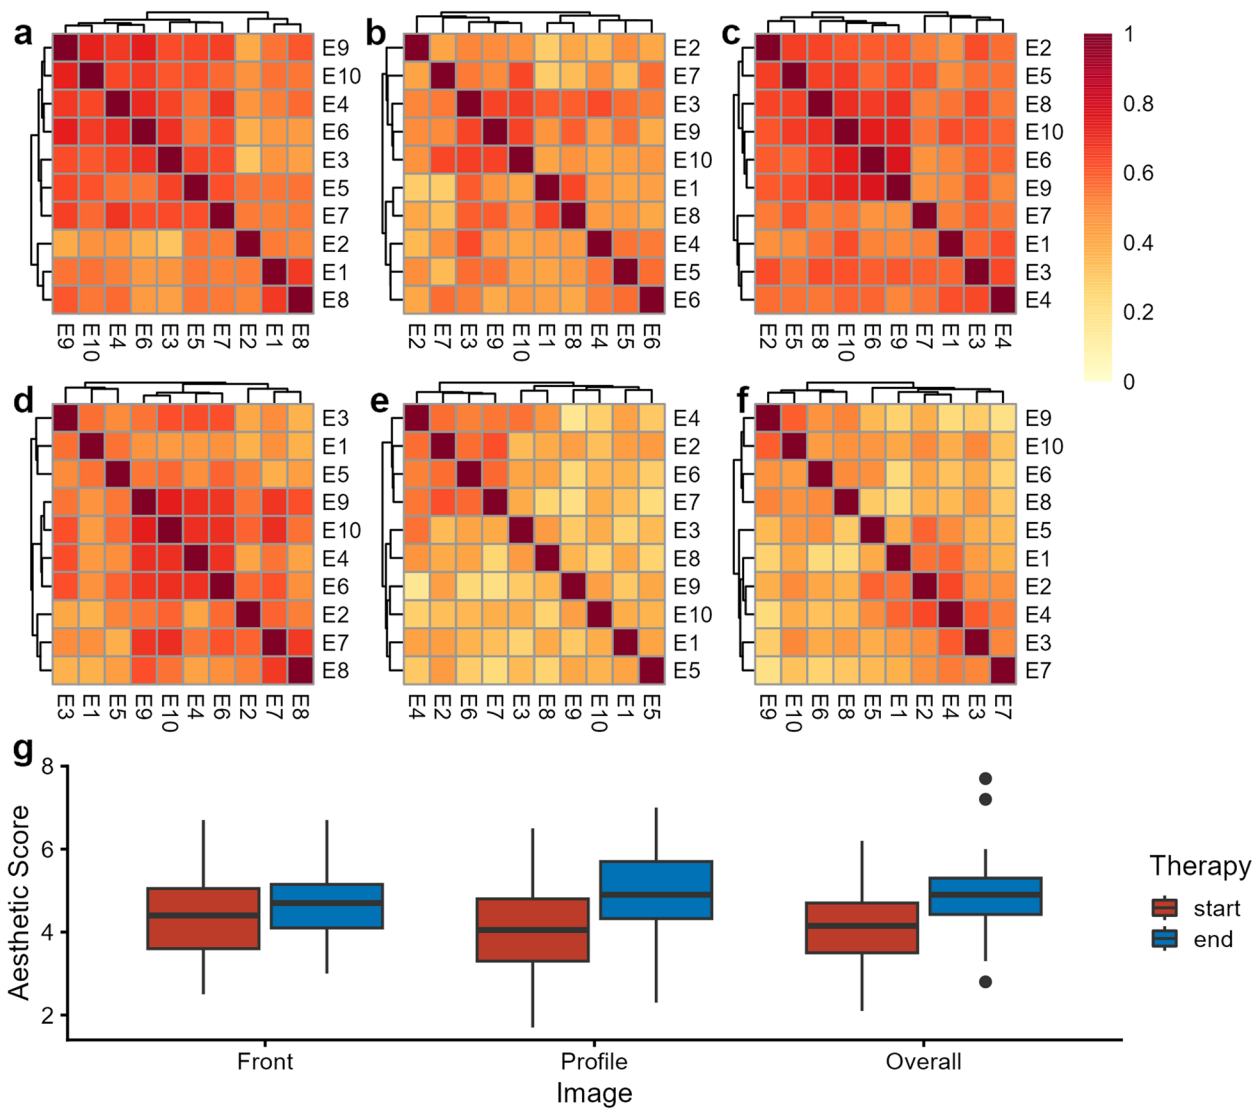 a
E9
E10
E4
E6
E3
E5
E7
E2
E1
E8
E9 E10 E4 E6 E3 E5 E7 E2 E1 E8
b
E2
E7
E3
E9
E10
E1
E8
E4
E5
E6
E2 E7 E3 E9 E10 E1 E8 E4 E5 E6
c
E2
E5
E8
E10
E6
E9
E7
E1
E3
E4
E2 E5 E8 E10 E6 E9 E7 E1 E3 E4
1
0.8
0.6
0.4
0.2
0
d
E3
E1
E5
E9
E10
E4
E6
E2
E7
E8
E3 E1 E5 E9 E10 E4 E6 E2 E7 E8
e
E4
E2
E6
E7
E3
E8
E9
E10
E1
E5
E4 E2 E6 E7 E3 E8 E9 E10 E1 E5
f
E9
E10
E6
E8
E5
E1
E2
E4
E3
E7
E9 E10 E6 E8 E5 E1 E2 E4 E3 E7
g
Aesthetic Score
8
6
4
2
Front Profile Overall
Image
Therapy
start
end